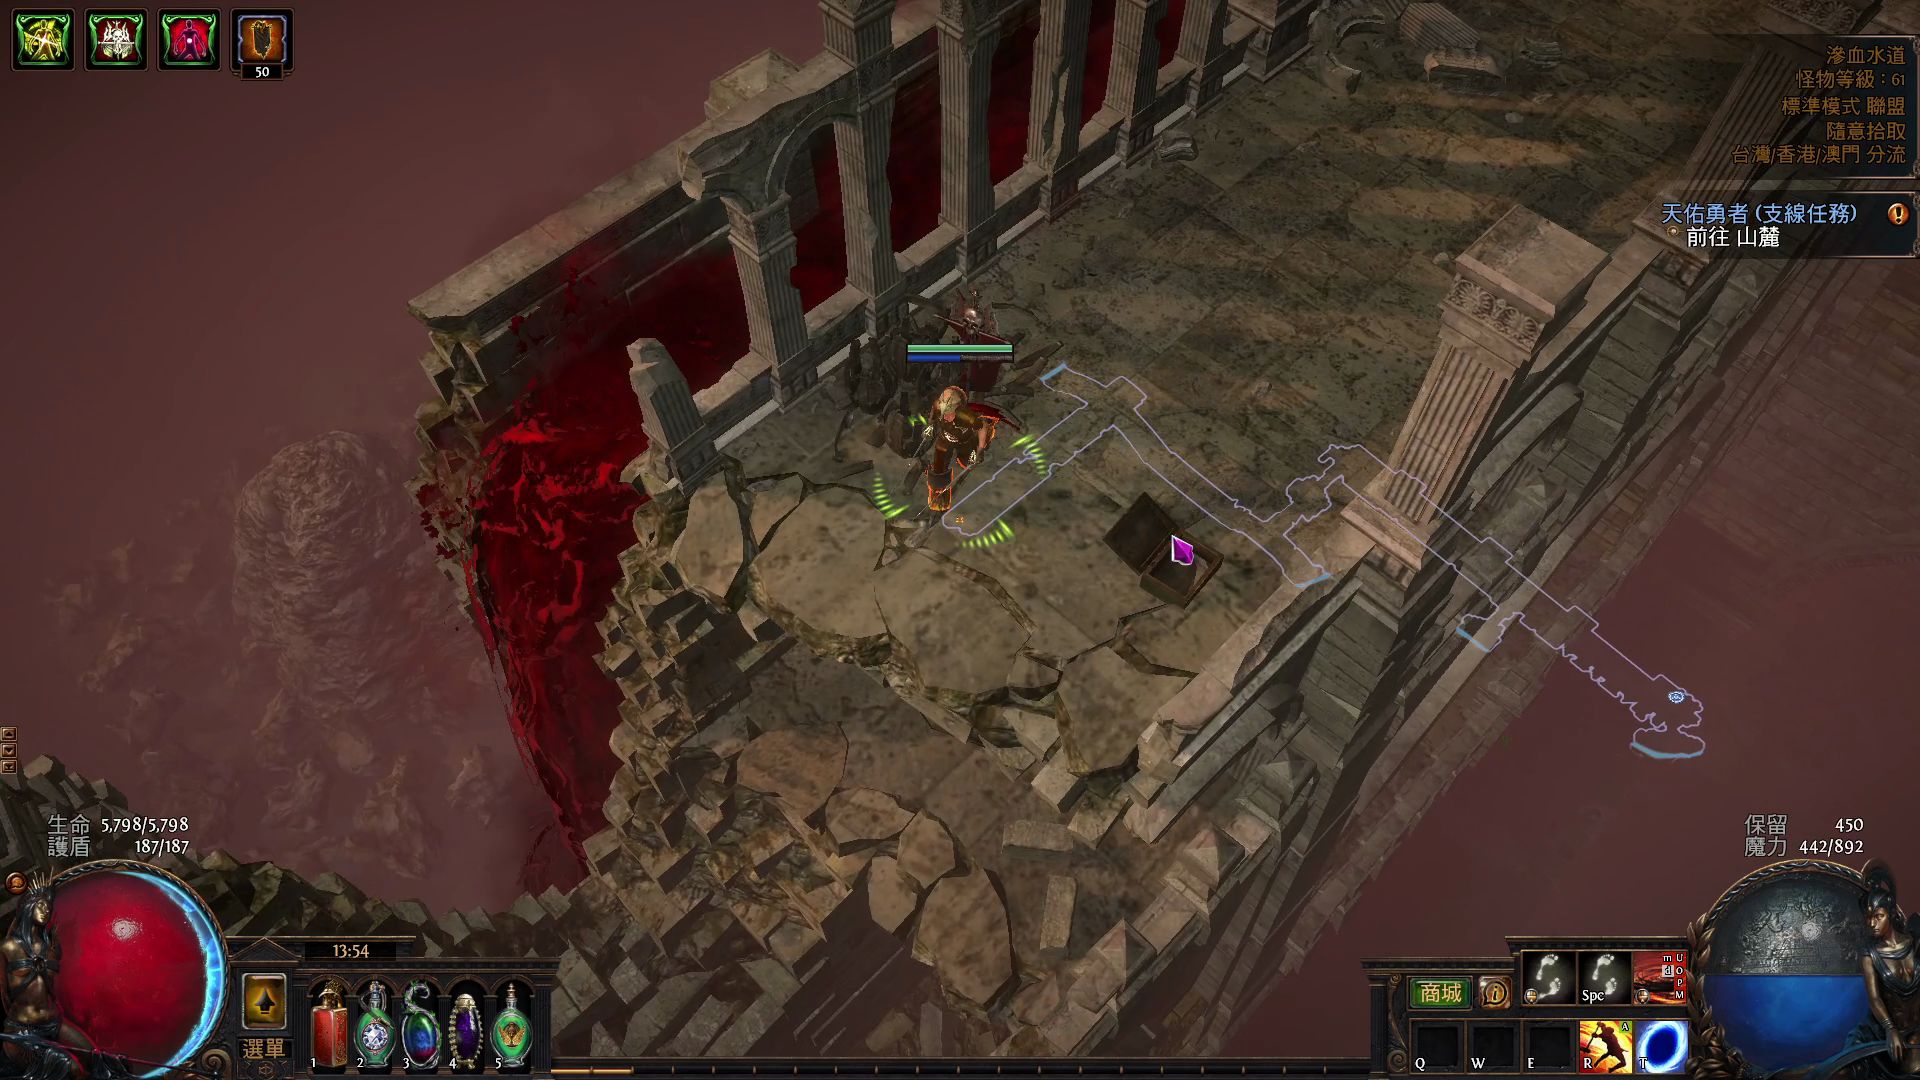 50
滲血水道
怪物等級：61
標準模式 聯盟
隨意拾取
台灣/香港/澳門 分流
天佑勇者 (支線任務)
前往 山麓
生命 5,798/5,798
護盾 187/187
保留 450
魔力 442/892
13:54
選單
1 2 3 4 5
商城
Spc
Q W E R T
A